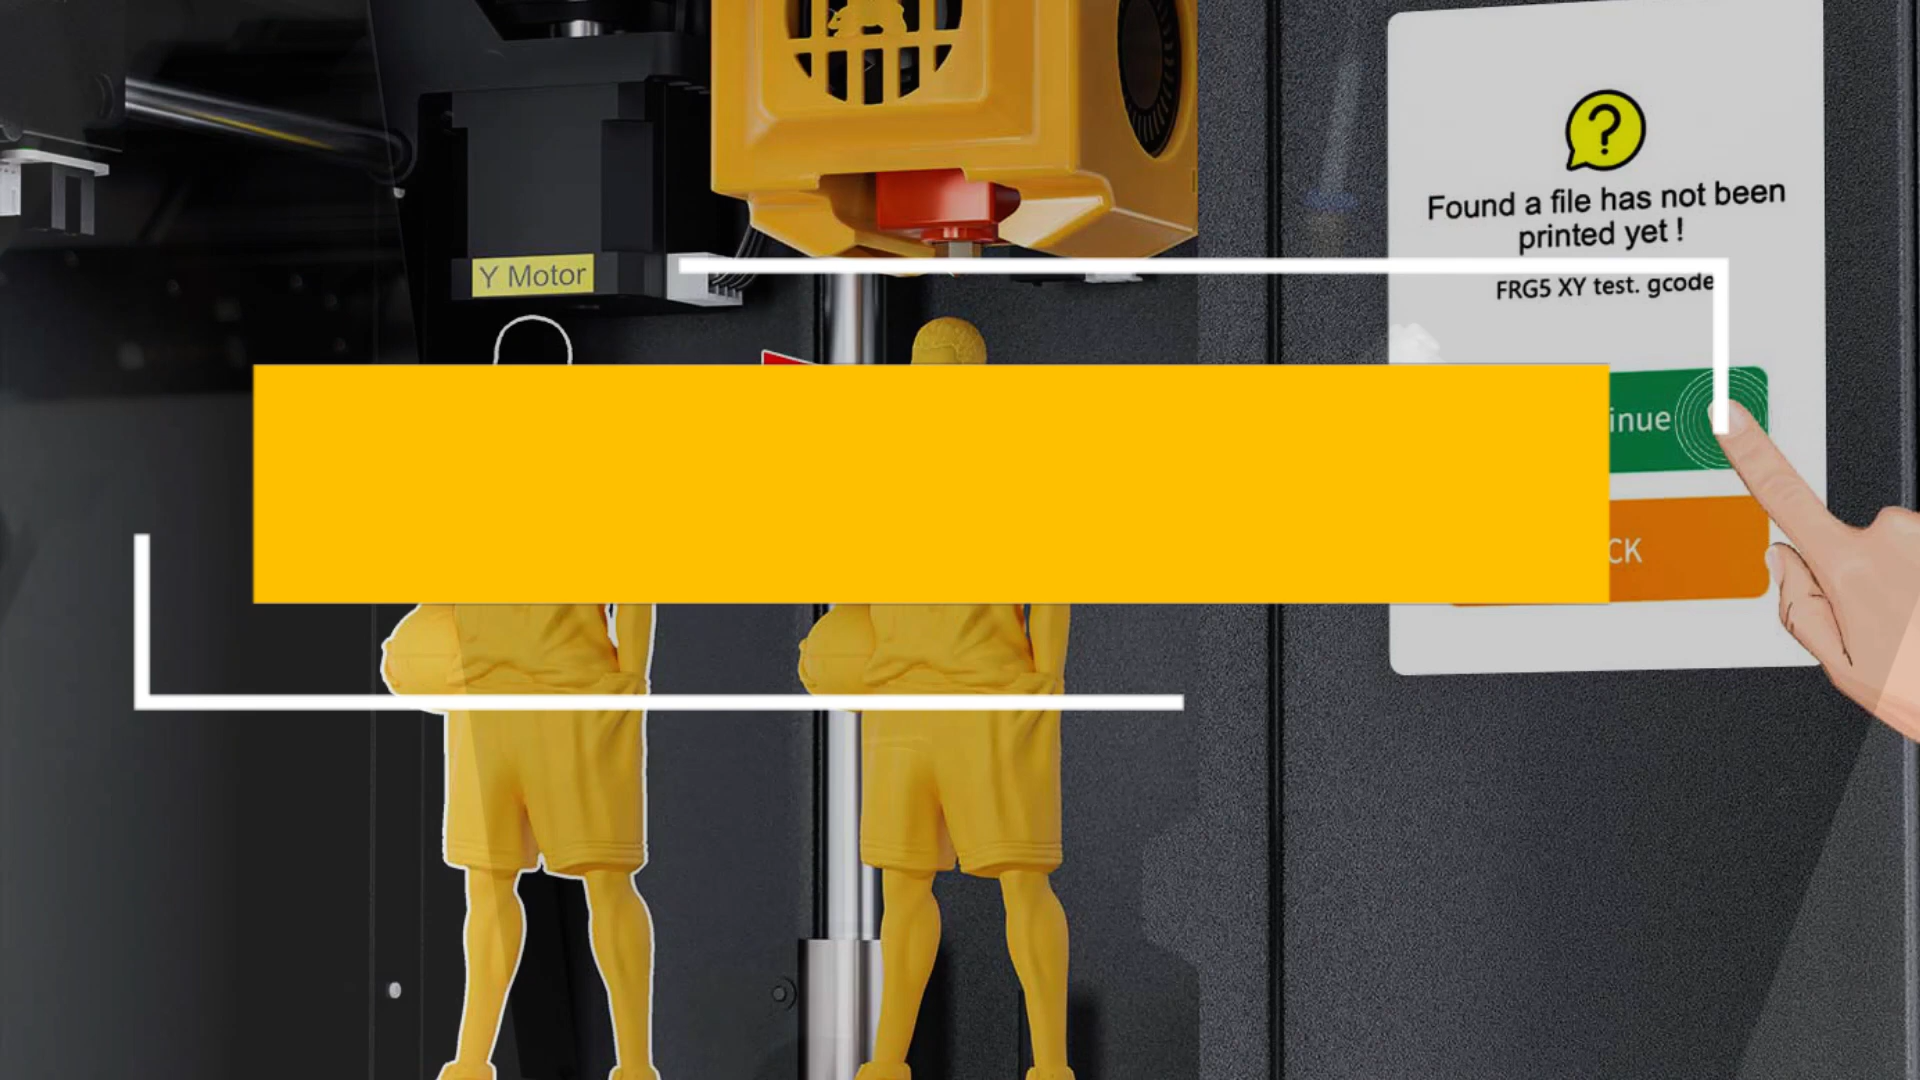 Found a file has not been
printed yet !
FRG5 XY test. gcode
Y Motor
inue
CK